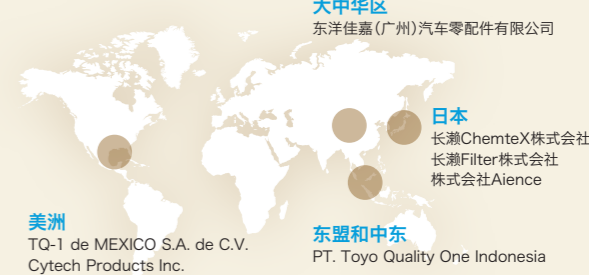 大中华区
东洋佳嘉(广州)汽车零配件有限公司
日本
长濑ChemteX株式会社
长濑Filter株式会社
株式会社Aience
美洲
TQ-1 de MEXICO S.A. de C.V.
Cytech Products Inc.
东盟和中东
PT. Toyo Quality One Indonesia